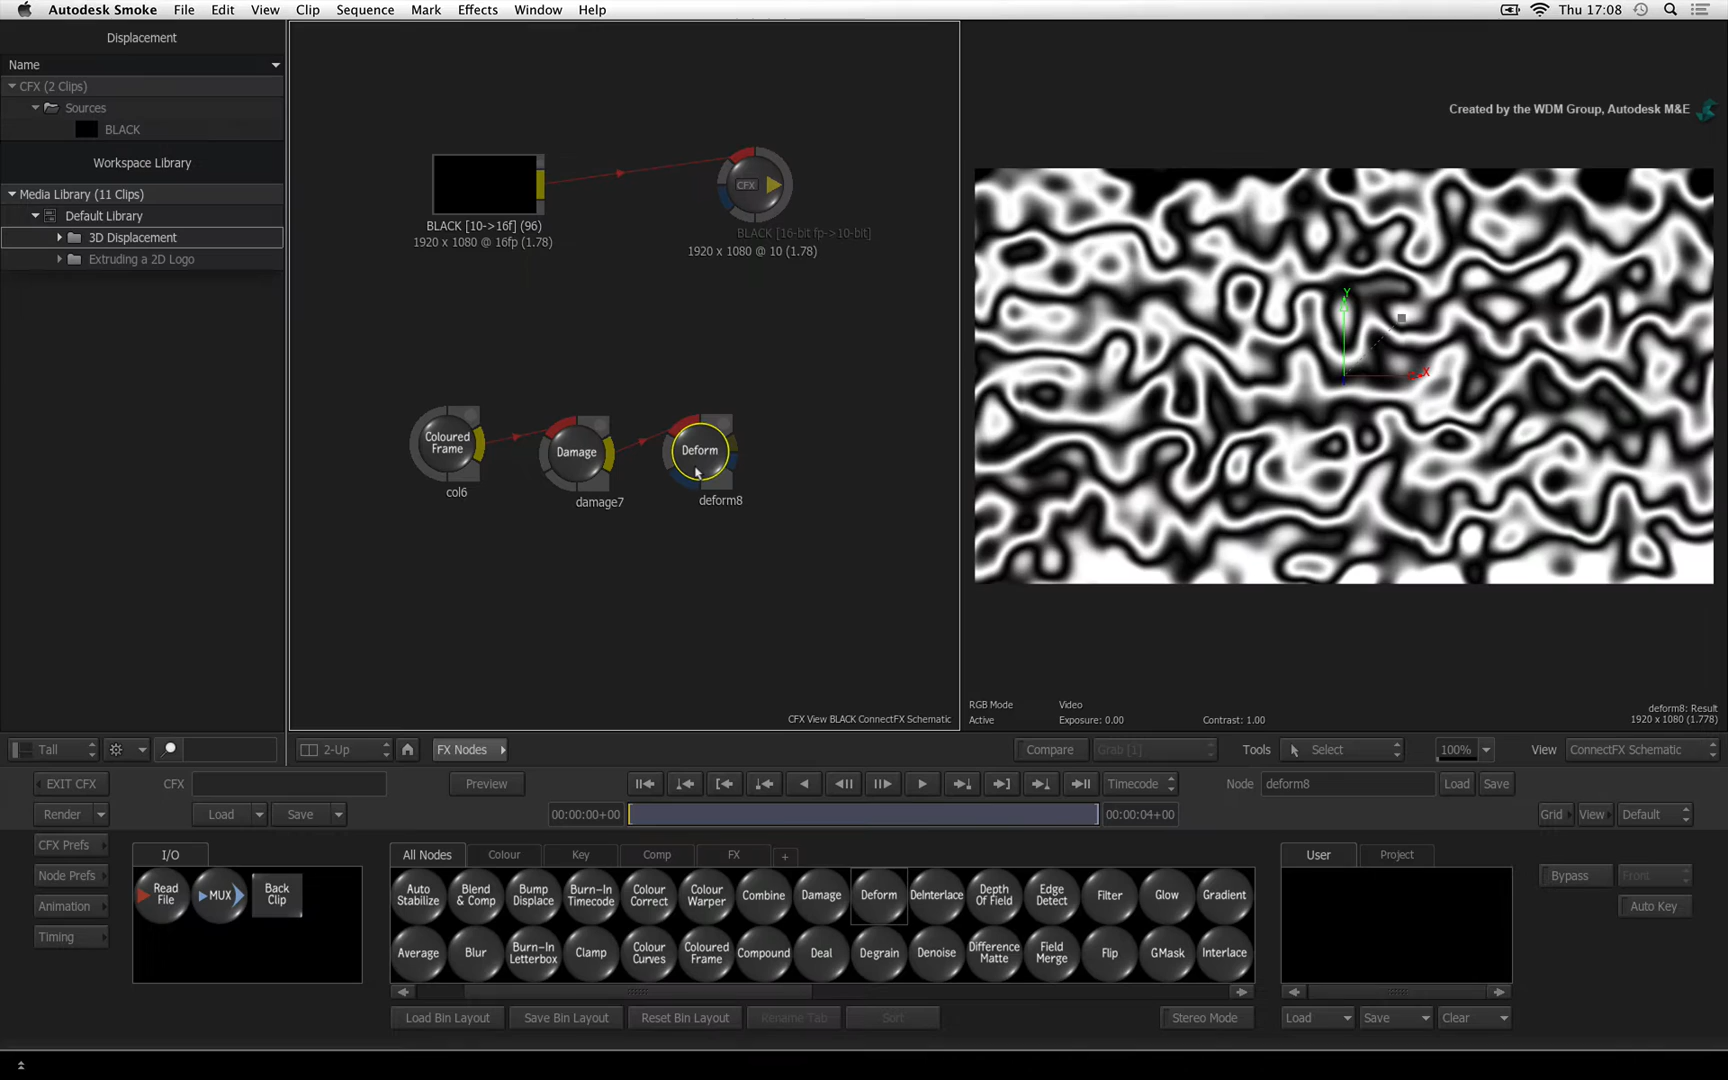 Autodesk Smoke File Edit View Clip Sequence Mark Effects Window Help Thu 17:08
Displacement
Name
CFX (2 Clips)
Sources
BLACK
Workspace Library
Media Library (11 Clips)
Default Library
3D Displacement
Extruding a 2D Logo
BLACK [10->16f] (96)
1920 x 1080 @ 16fp (1.78)
CFX
BLACK [16-bit fp->10-bit]
1920 x 1080 @ 10 (1.78)
Coloured
Frame
col6
Damage
damage7
Deform
deform8
CFX View BLACK ConnectFX Schematic
Created by the WDM Group, Autodesk M&E
Y
X
RGB Mode Video
Active Exposure: 0.00 Contrast: 1.00
deform8: Result
1920 x 1080 (1.778)
Tall 2-Up FX Nodes Compare Grab [1] Tools Select 100% View ConnectFX Schematic
EXIT CFX CFX Preview Timecode Node deform8 Load Save
Render Load Save 00:00:00+00 00:00:04+00 Grid View Default
CFX Prefs
Node Prefs
Animation
Timing
I/O
Read
File
MUX
Back
Clip
All Nodes Colour Key Comp FX +
Auto
Stabilize
Blend
& Comp
Bump
Displace
Burn-In
Timecode
Colour
Correct
Colour
Warper
Combine
Damage
Deform
DeInterlace
Depth
Of Field
Edge
Detect
Filter
Glow
Gradient
Average
Blur
Burn-In
Letterbox
Clamp
Colour
Curves
Coloured
Frame
Compound
Deal
Degrain
Denoise
Difference
Matte
Field
Merge
Flip
GMask
Interlace
Load Bin Layout Save Bin Layout Reset Bin Layout Rename Tab Sort Stereo Mode
User Project
Load Save Clear
Bypass Front
Auto Key